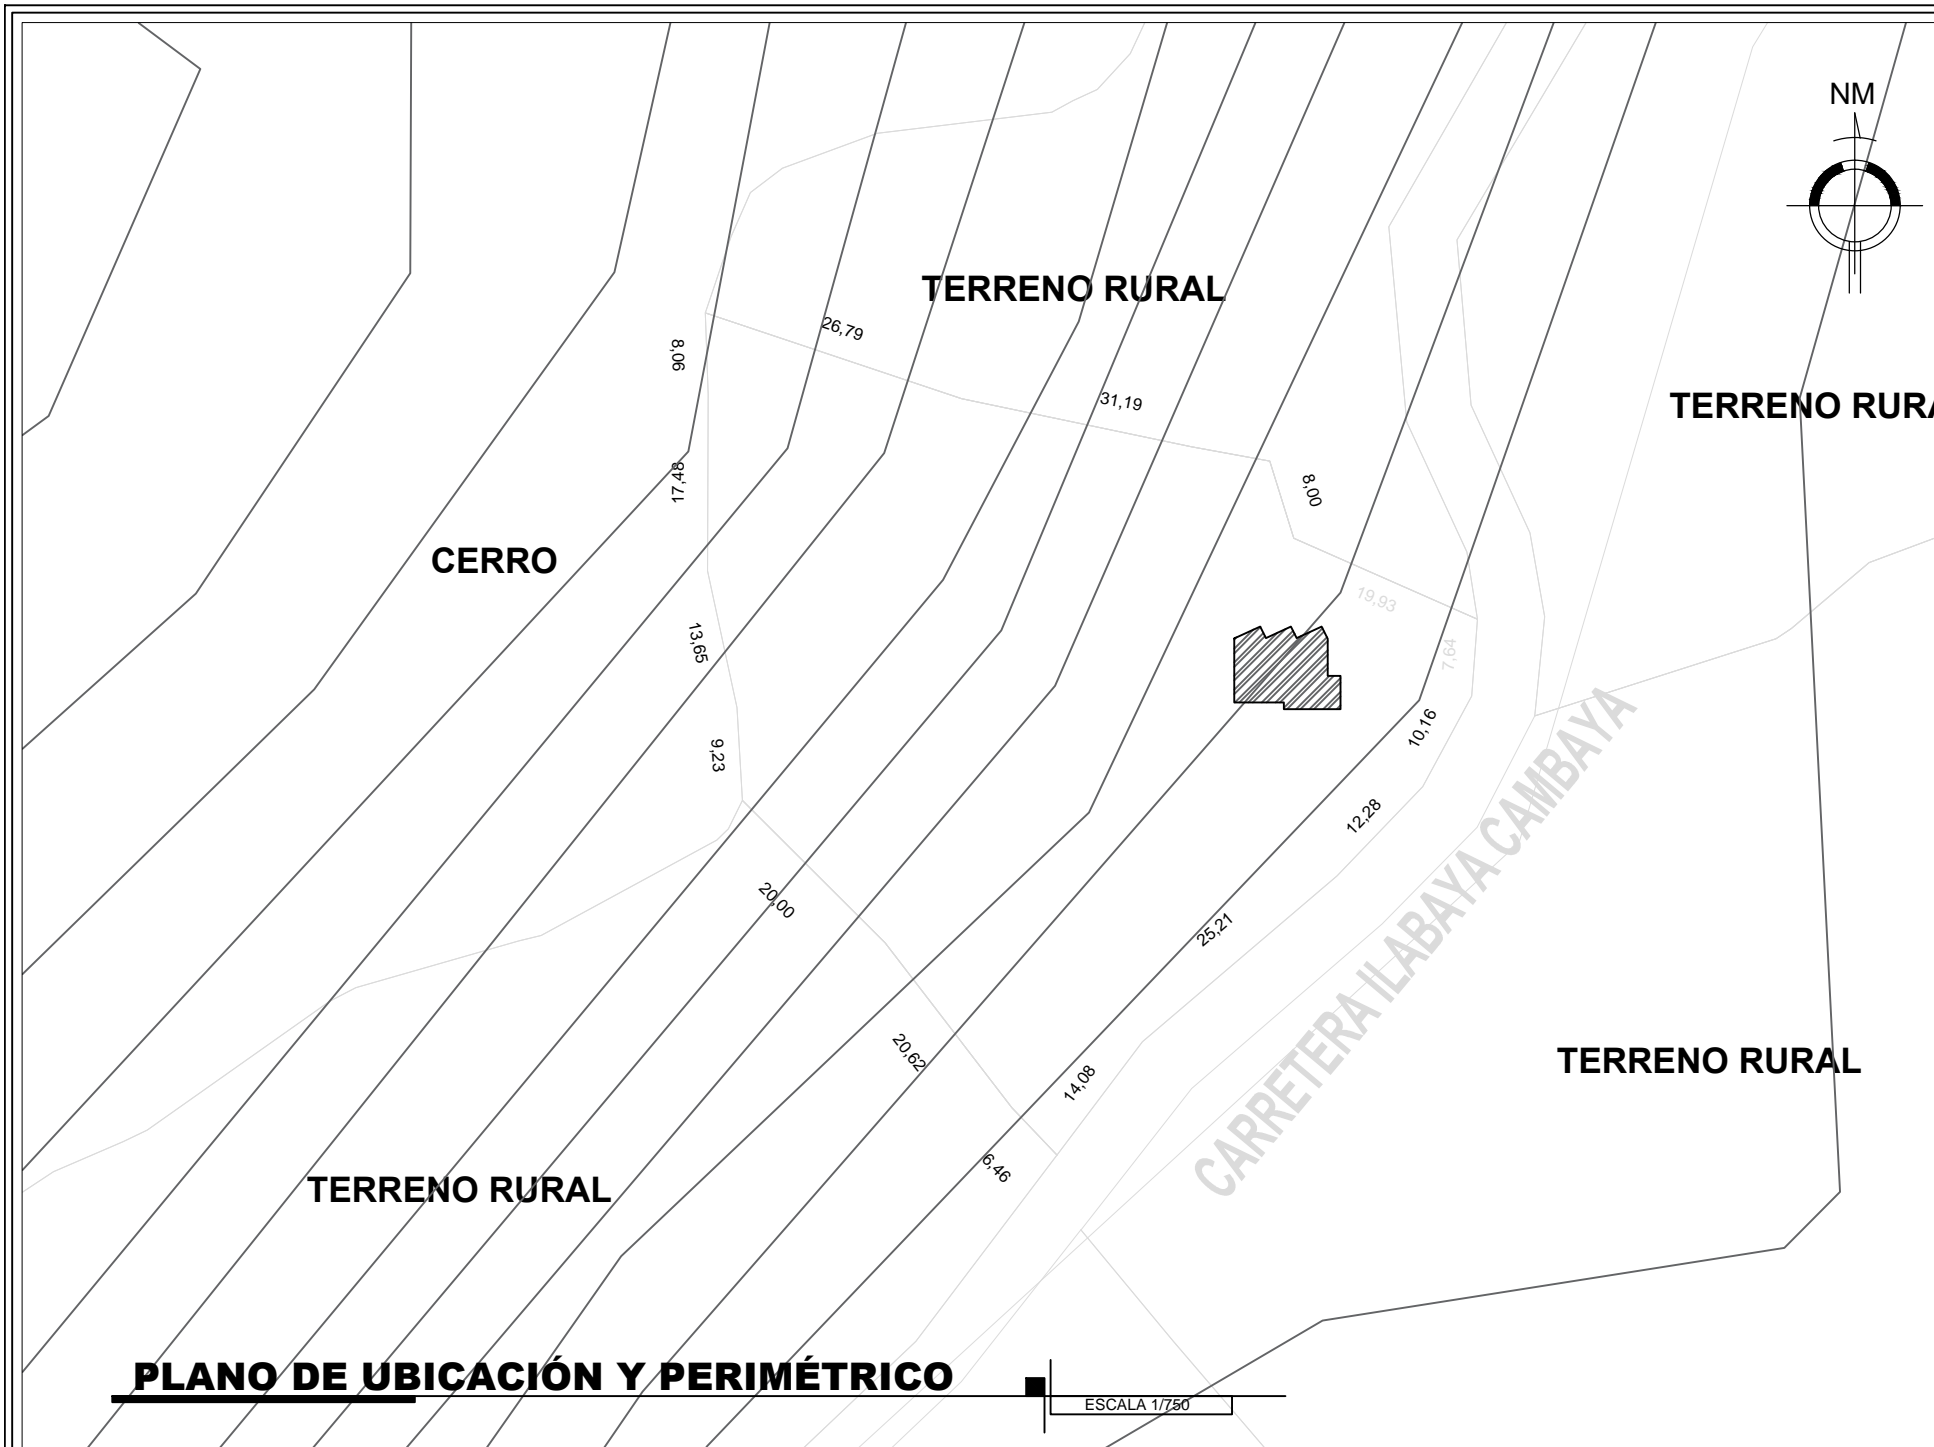 NM
TERRENO RURAL
26,79
8,06
31,19
TERRENO RURA
17,48
8,00
CERRO
19,93
13,65
7,64
10,16
9,23
12,28
20,00
25,21
CARRETERA ILABAYA CAMBAYA
20,62
TERRENO RURAL
14,08
6,46
TERRENO RURAL
PLANO DE UBICACIÓN Y PERIMÉTRICO
ESCALA 1/750